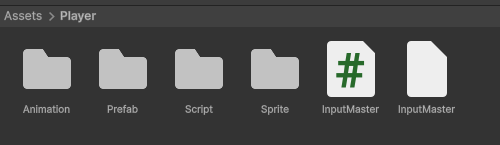 Assets > Player
Animation Prefab Script Sprite InputMaster InputMaster